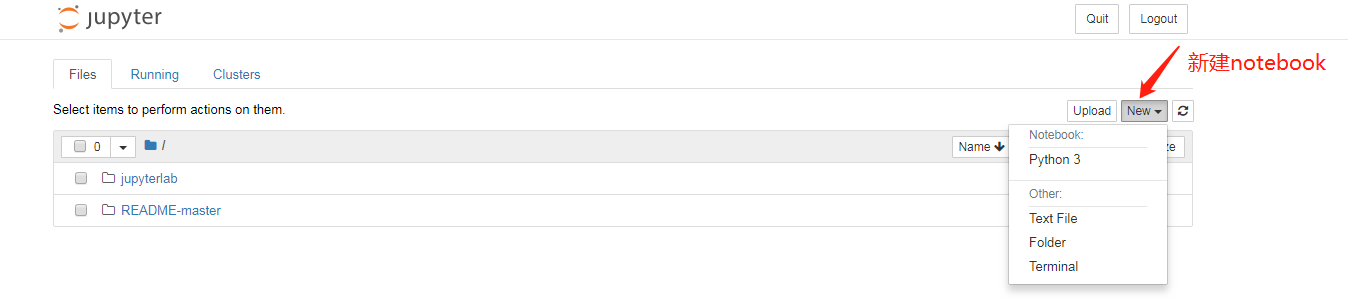 jupyter
Quit
Logout
Files
Running
Clusters
新建notebook
Select items to perform actions on them.
Upload
New
0
/
Name
ze
Notebook:
Python 3
jupyterlab
Other:
README-master
Text File
Folder
Terminal